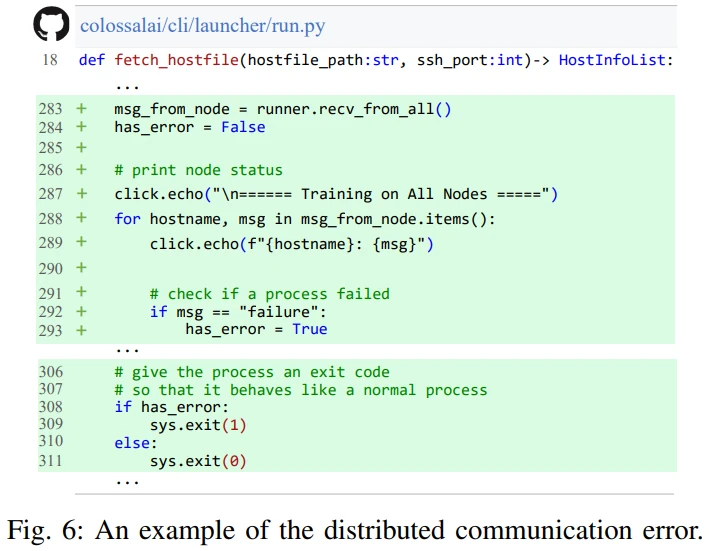 colossalai/cli/launcher/run.py
18 def fetch_hostfile(hostfile_path:str, ssh_port:int)-> HostInfoList:
...
283 + msg_from_node = runner.recv_from_all()
284 + has_error = False
285 +
286 + # print node status
287 + click.echo("\n====== Training on All Nodes =====")
288 + for hostname, msg in msg_from_node.items():
289 + click.echo(f"{hostname}: {msg}")
290 +
291 + # check if a process failed
292 + if msg == "failure":
293 + has_error = True
...
306 # give the process an exit code
307 # so that it behaves like a normal process
308 if has_error:
309 sys.exit(1)
310 else:
311 sys.exit(0)
...
Fig. 6: An example of the distributed communication error.